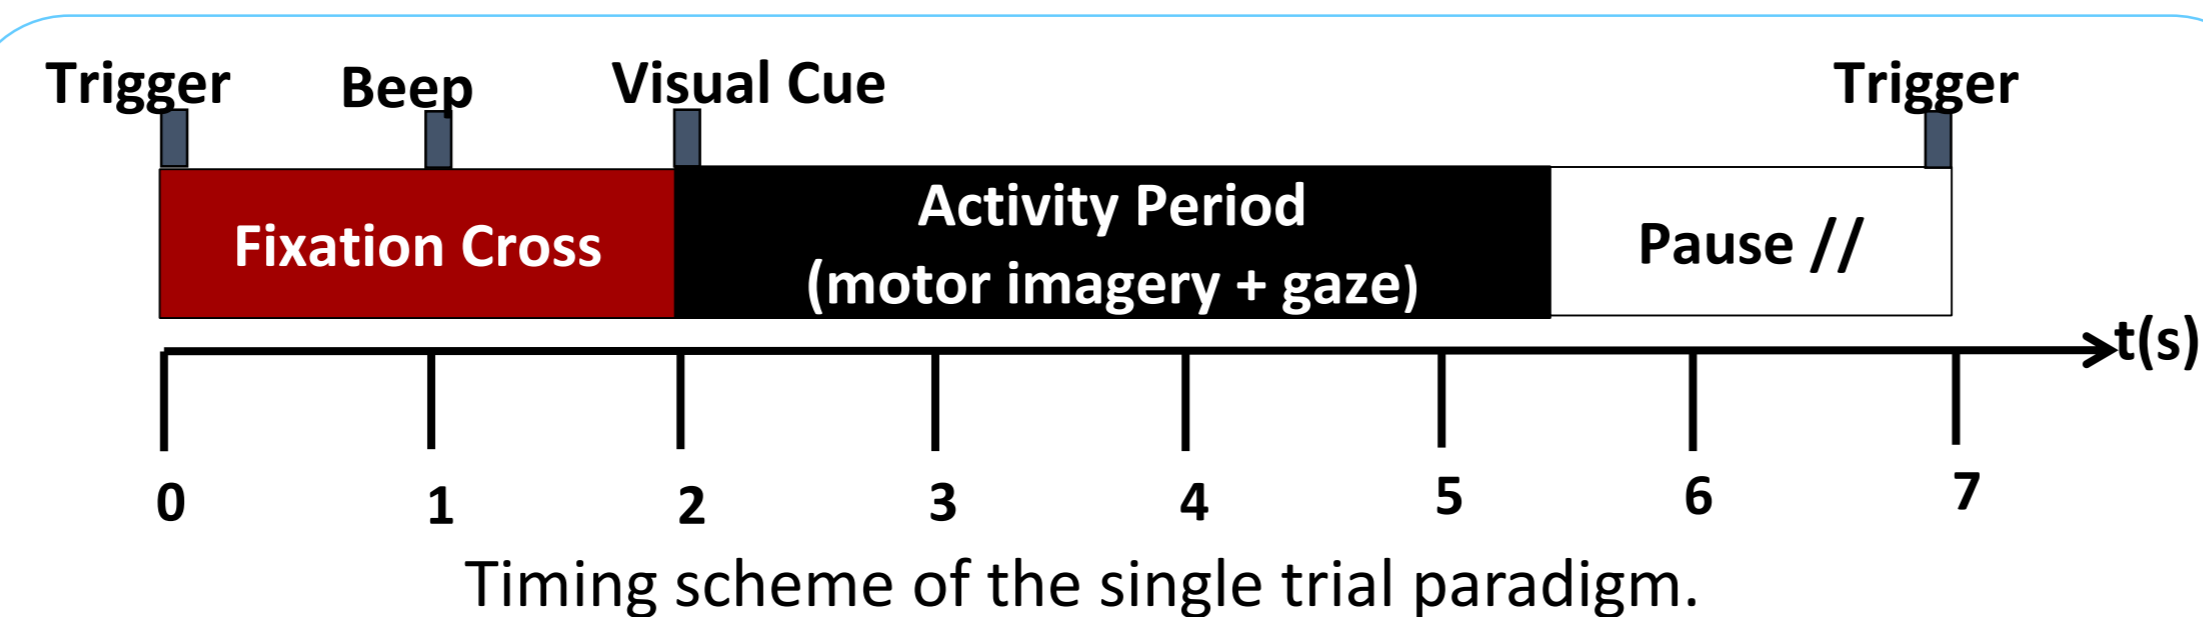 Trigger Beep Visual Cue Trigger
Fixation Cross
Activity Period
(motor imagery + gaze)
Pause //
t(s)
0 1 2 3 4 5 6 7
Timing scheme of the single trial paradigm.